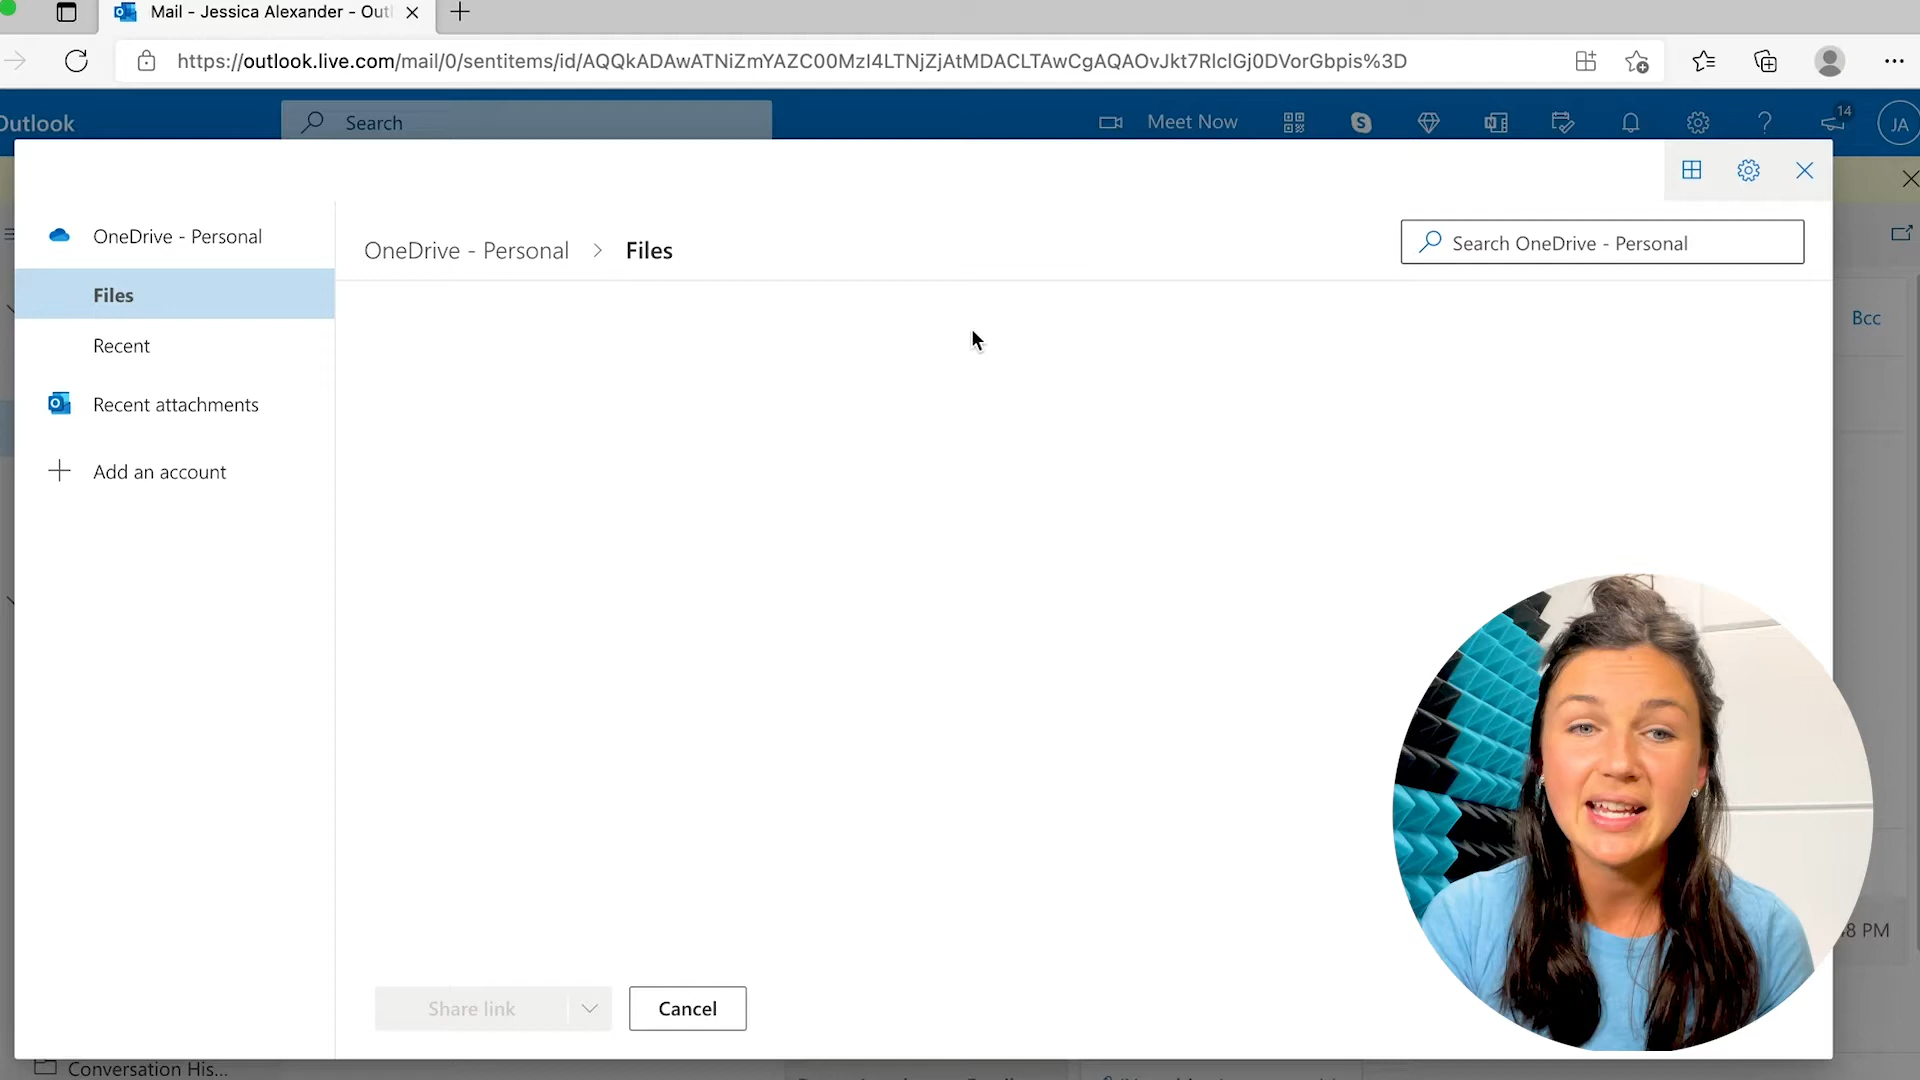 Mail - Jessica Alexander - Outl
https://outlook.live.com/mail/0/sentitems/id/AQQkADAwATNiZmYAZC00MzI4LTNjZjAtMDACLTAwCgAQAOvJkt7RlclGj0DVorGbpis%3D
Outlook
Search
Meet Now
14
JA
OneDrive - Personal
Files
Recent
Recent attachments
Add an account
OneDrive - Personal > Files
Search OneDrive - Personal
Bcc
8 PM
Share link
Cancel
Conversation His...